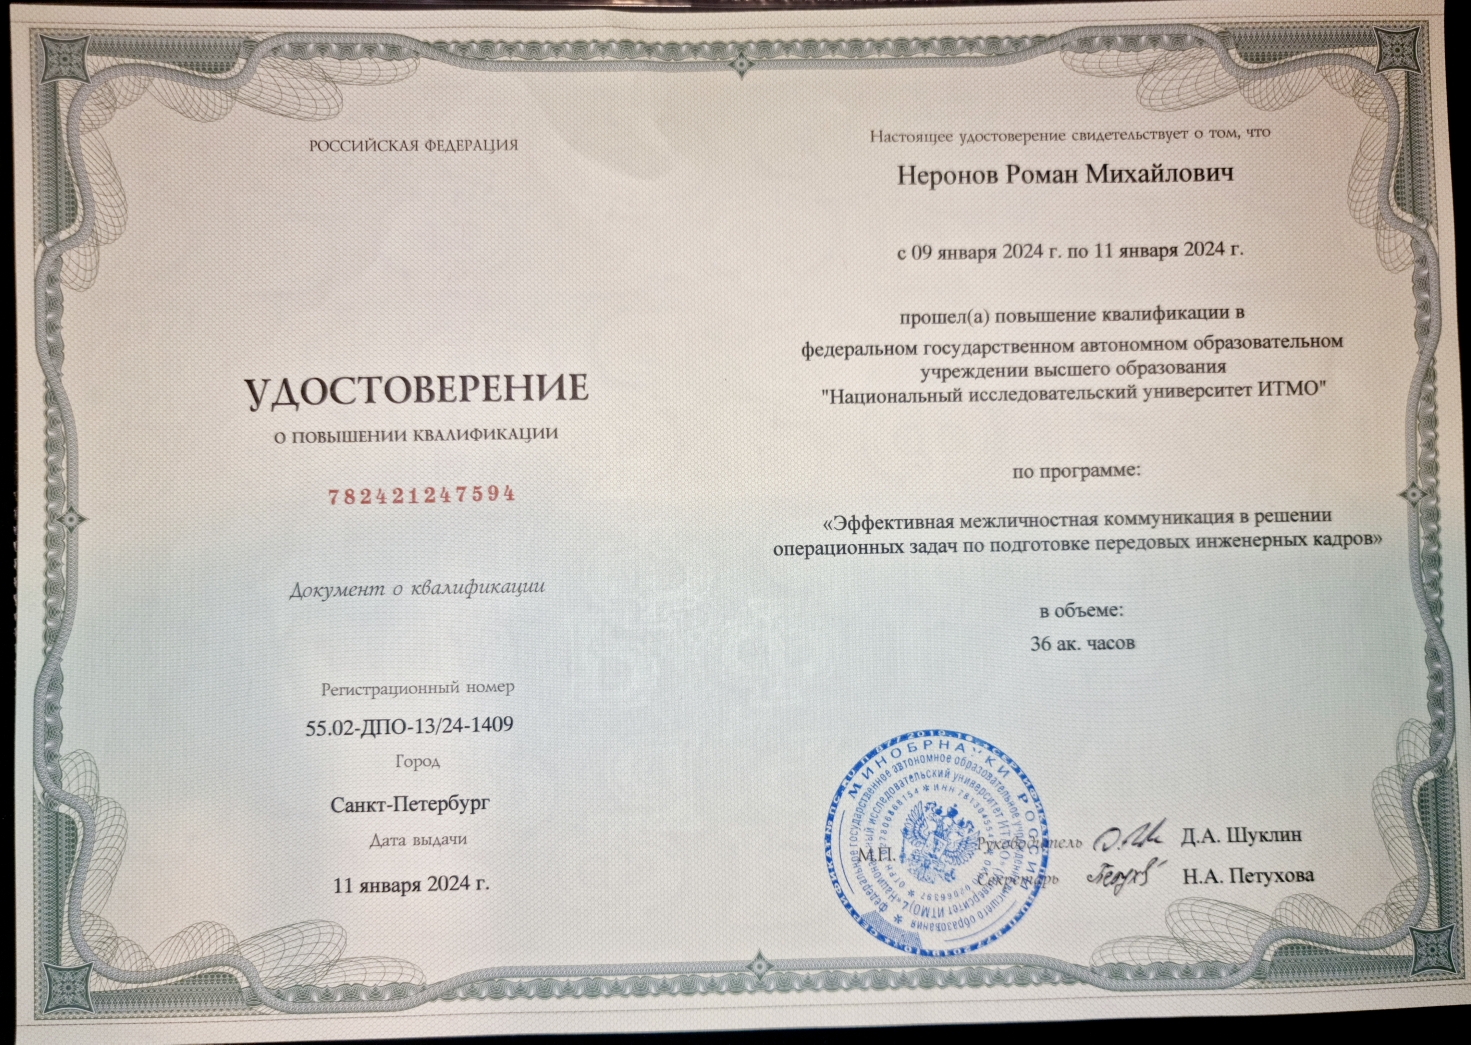 РОССИЙСКАЯ ФЕДЕРАЦИЯ
УДОСТОВЕРЕНИЕ
О ПОВЫШЕНИИ КВАЛИФИКАЦИИ
782421247594
Документ о квалификации
Регистрационный номер
55.02-ДПО-13/24-1409
Город
Санкт-Петербург
Дата выдачи
11 января 2024 г.
Настоящее удостоверение свидетельствует о том, что
Неронов Роман Михайлович
с 09 января 2024 г. по 11 января 2024 г.
прошел(а) повышение квалификации в
федеральном государственном автономном образовательном
учреждении высшего образования
"Национальный исследовательский университет ИТМО"
по программе:
«Эффективная межличностная коммуникация в решении
операционных задач по подготовке передовых инженерных кадров»
в объеме:
36 ак. часов
М.П.
Руководитель
Д.А. Шуклин
Секретарь
Н.А. Петухова
МИНОБРНАУКИ РОССИИ